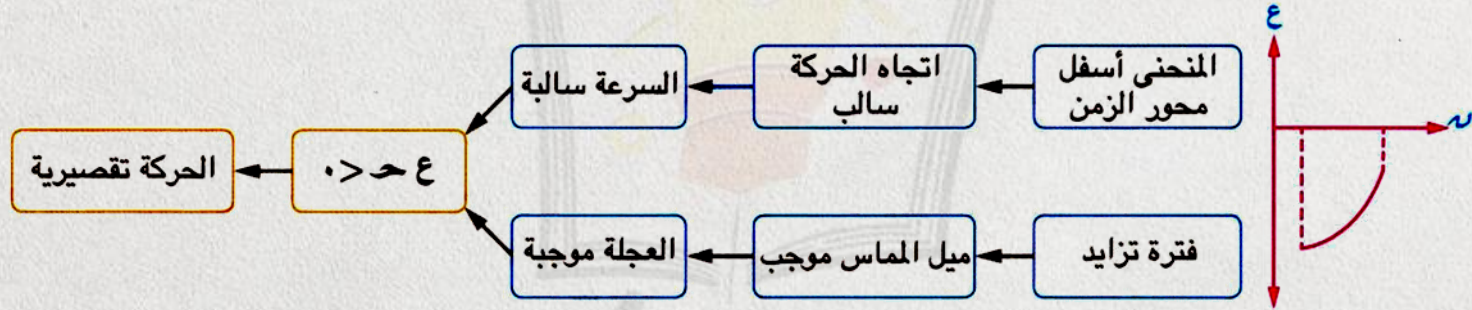 ع
ن
المنحنى أسفل
محور الزمن
اتجاه الحركة
سالب
السرعة سالبة
ع حـ < ٠
الحركة تقصيرية
فترة تزايد
ميل المماس موجب
العجلة موجبة